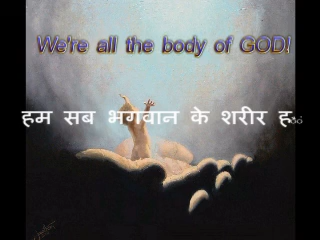 We're all the body of GOD!
हम सब भगवान के शरीर ह